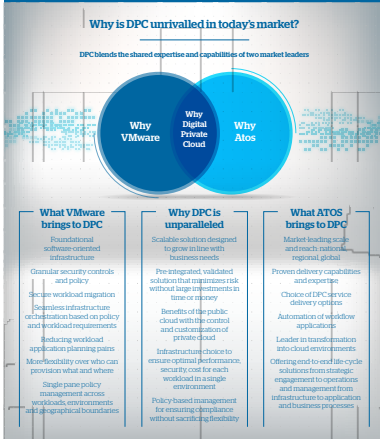 Why is DPC unrivalled in today's market?
DPC blends the shared expertise and capabilities of two market leaders
Why
VMware
Why
Digital
Private
Cloud
Why
Atos
What VMware
brings to DPC
Foundational
software-oriented
infrastructure
Granular security controls
and policy
Secure workload migration
Seamless infrastructure
orchestration based on policy
and workload requirements
Reducing workload
application planning pains
More flexibility over who can
provision what and where
Single pane policy
management across
workloads, environments
and geographical boundaries
Why DPC is
unparalleled
Scalable solution designed
to grow in line with
business needs
Pre-integrated, validated
solution that minimizes risk
without large investments in
time or money
Benefits of the public
cloud with the control
and customization of
private cloud
Infrastructure choice to
ensure optimal performance,
security, cost for each
workload in a single
environment
Policy-based management
for ensuring compliance
without sacrificing flexibility
What ATOS
brings to DPC
Market-leading scale
and reach-national,
regional, global
Proven delivery capabilities
and expertise
Choice of DPC service
delivery options
Automation of workflow
applications
Leader in transformation
into cloud environments
Offering end-to-end life-cycle
solutions from strategic
engagement to operations
and management from
infrastructure to application
and business processes